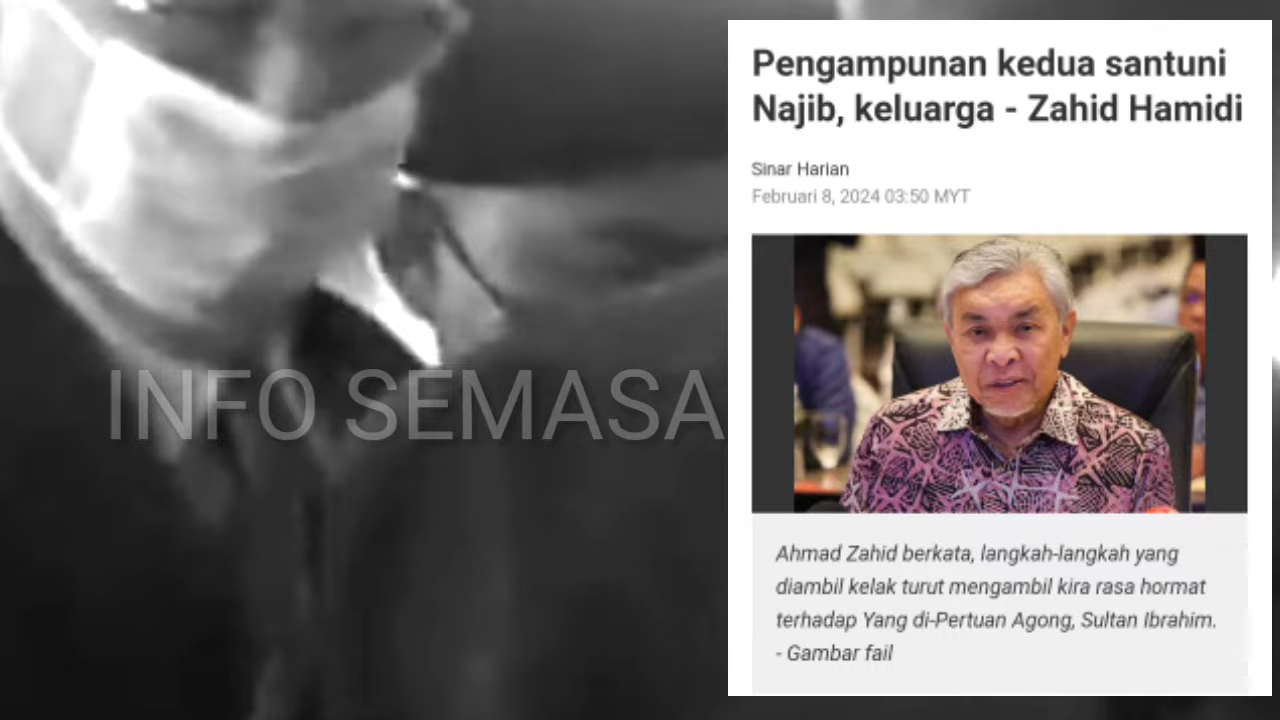 INFO SEMASA
Pengampunan kedua santuni
Najib, keluarga - Zahid Hamidi
Sinar Harian
Februari 8, 2024 03:50 MYT
Ahmad Zahid berkata, langkah-langkah yang
diambil kelak turut mengambil kira rasa hormat
terhadap Yang di-Pertuan Agong, Sultan Ibrahim.
- Gambar fail